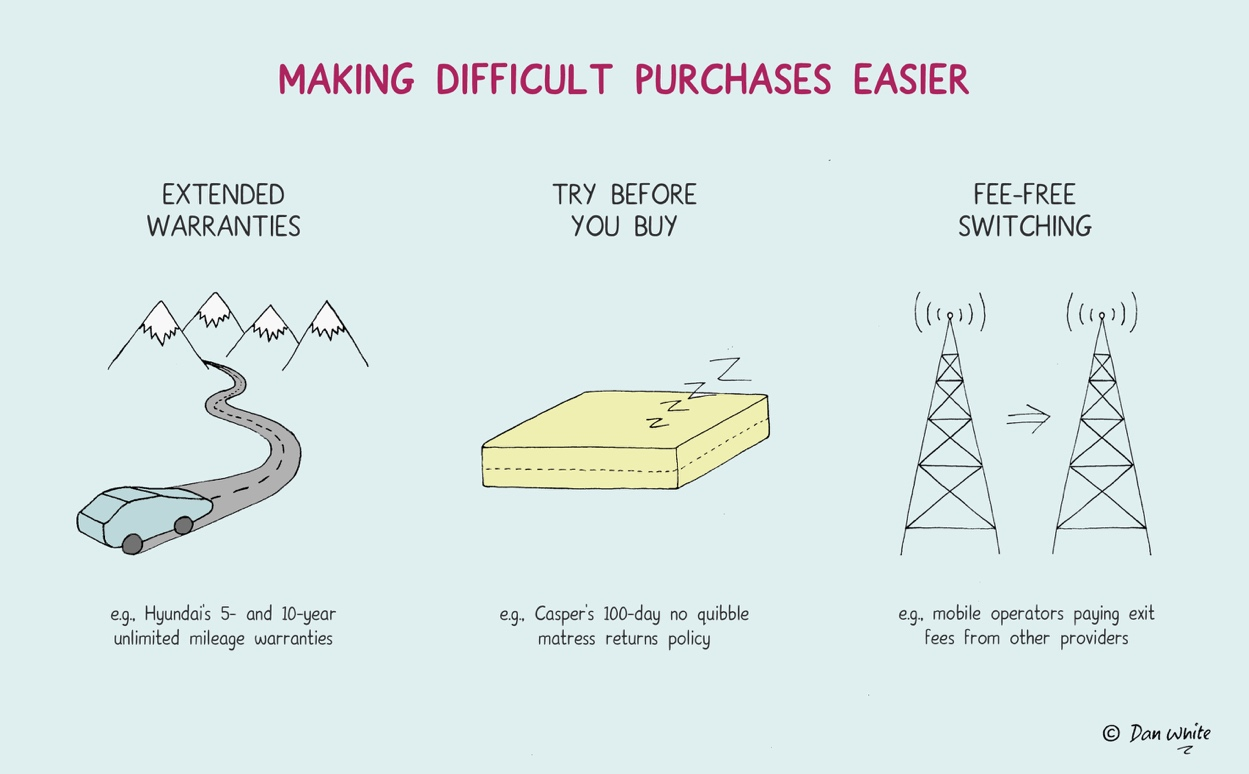 MAKING DIFFICULT PURCHASES EASIER
EXTENDED
WARRANTIES
TRY BEFORE
YOU BUY
FEE-FREE
SWITCHING
Z
Z
Z
Z
e.g., Hyundai's 5- and 10-year
unlimited mileage warranties
e.g., Casper's 100-day no quibble
matress returns policy
e.g., mobile operators paying exit
fees from other providers
© Dan White